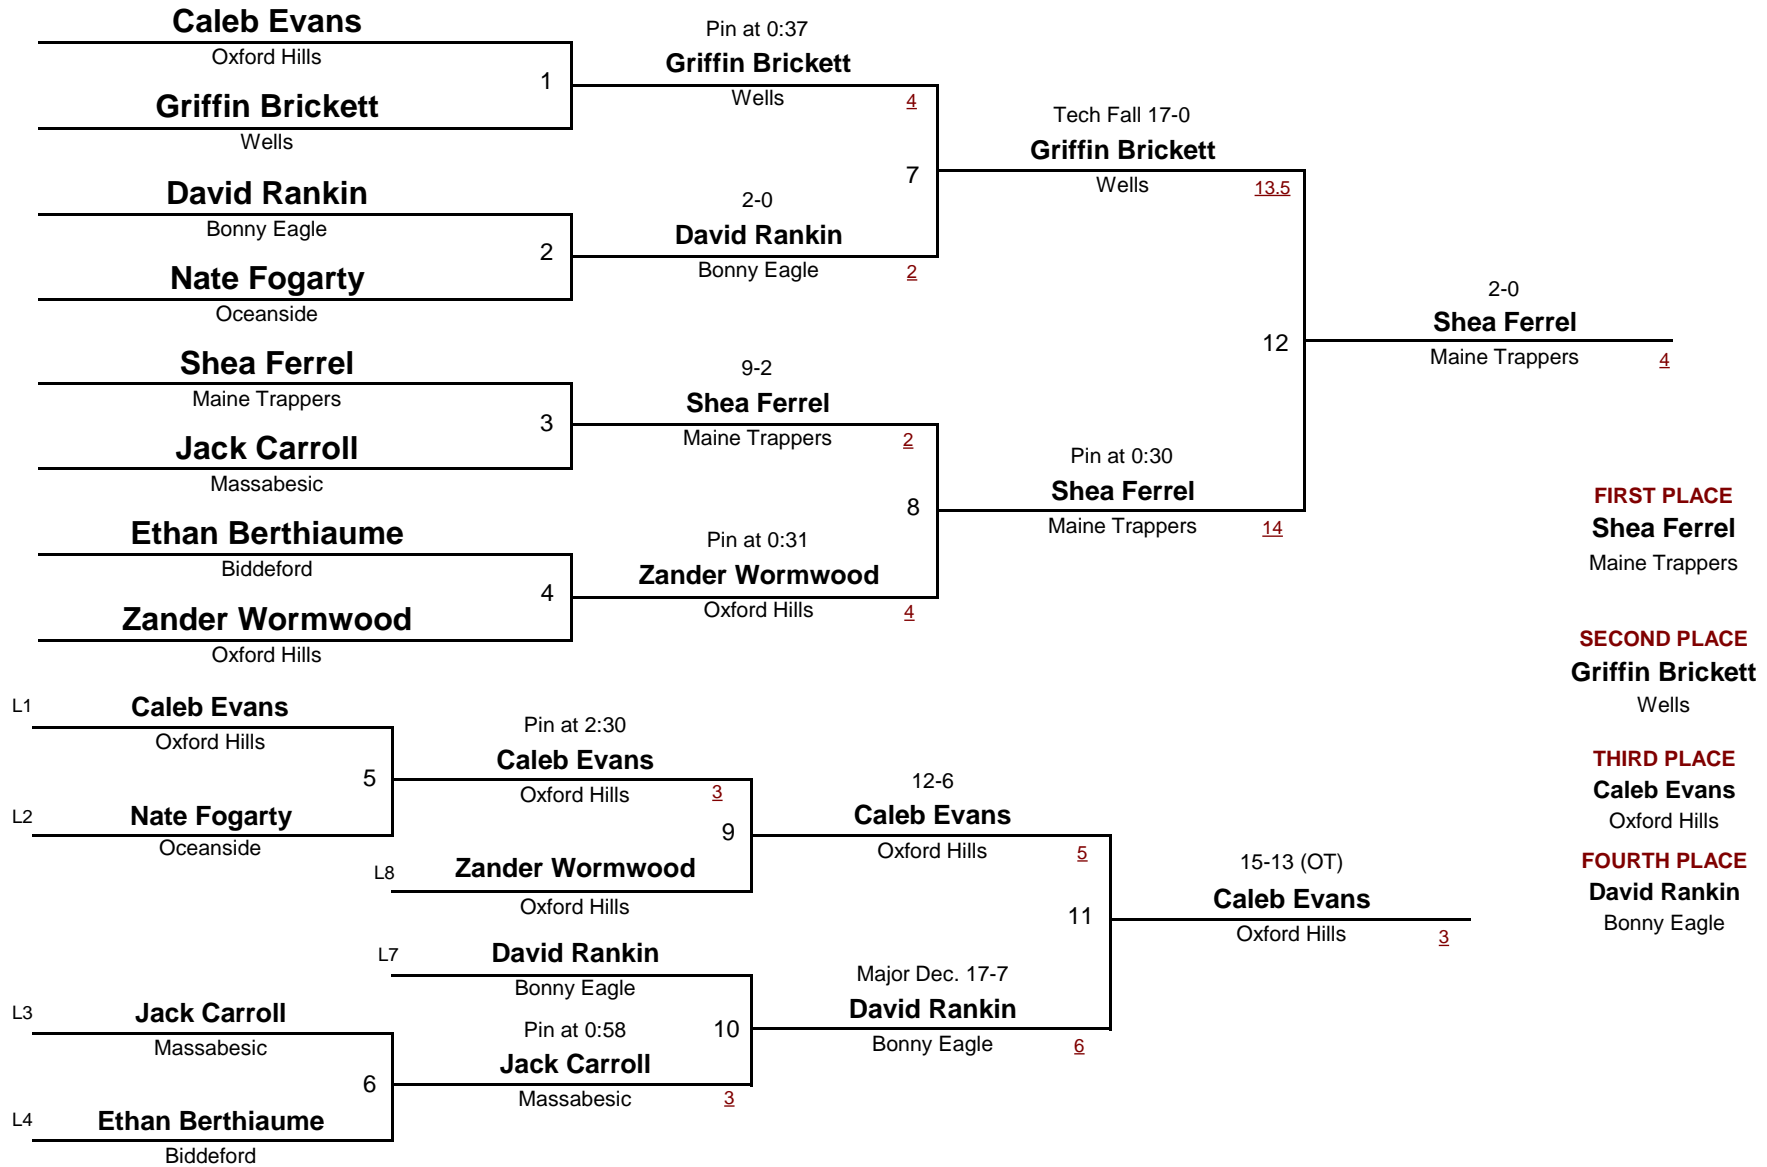 Caleb Evans
Oxford Hills
1
Griffin Brickett
Wells
David Rankin
Bonny Eagle
2
Nate Fogarty
Oceanside
Shea Ferrel
Maine Trappers
3
Jack Carroll
Massabesic
Ethan Berthiaume
Biddeford
4
Zander Wormwood
Oxford Hills
Pin at 0:37
Griffin Brickett
Wells
4
7
2-0
David Rankin
Bonny Eagle
2
9-2
Shea Ferrel
Maine Trappers
2
8
Pin at 0:31
Zander Wormwood
Oxford Hills
4
Tech Fall 17-0
Griffin Brickett
Wells
13.5
12
Pin at 0:30
Shea Ferrel
Maine Trappers
14
2-0
Shea Ferrel
Maine Trappers
4
FIRST PLACE
Shea Ferrel
Maine Trappers
SECOND PLACE
Griffin Brickett
Wells
THIRD PLACE
Caleb Evans
Oxford Hills
FOURTH PLACE
David Rankin
Bonny Eagle
L1
Caleb Evans
Oxford Hills
5
L2
Nate Fogarty
Oceanside
L3
Jack Carroll
Massabesic
6
L4
Ethan Berthiaume
Biddeford
Pin at 2:30
Caleb Evans
Oxford Hills
3
9
L8
Zander Wormwood
Oxford Hills
L7
David Rankin
Bonny Eagle
10
Pin at 0:58
Jack Carroll
Massabesic
3
12-6
Caleb Evans
Oxford Hills
5
11
Major Dec. 17-7
David Rankin
Bonny Eagle
6
15-13 (OT)
Caleb Evans
Oxford Hills
3